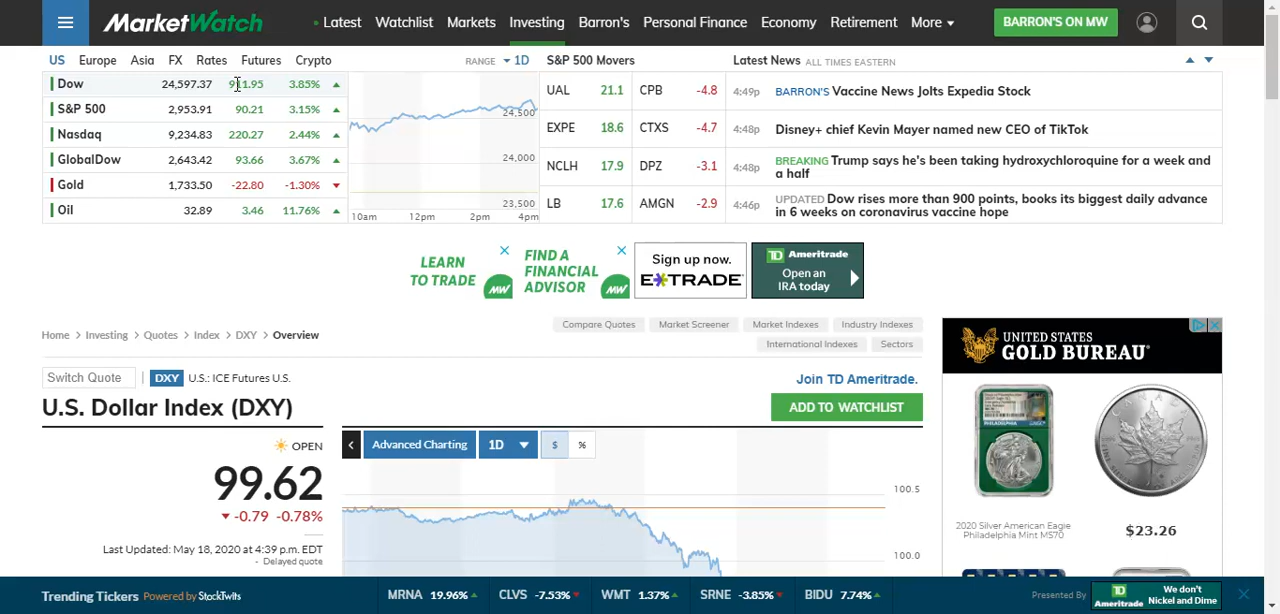 MarketWatch
Latest Watchlist Markets Investing Barron's Personal Finance Economy Retirement More
BARRON'S ON MW
US Europe Asia FX Rates Futures Crypto
RANGE 1D
Dow 24,597.37 911.95 3.85%
S&P 500 2,953.91 90.21 3.15%
Nasdaq 9,234.83 220.27 2.44%
GlobalDow 2,643.42 93.66 3.67%
Gold 1,733.50 -22.80 -1.30%
Oil 32.89 3.46 11.76%
24,500
24,000
23,500
10am 12pm 2pm 4pm
S&P 500 Movers
UAL 21.1 CPB -4.8
EXPE 18.6 CTXS -4.7
NCLH 17.9 DPZ -3.1
LB 17.6 AMGN -2.9
Latest News ALL TIMES EASTERN
4:49p BARRON'S Vaccine News Jolts Expedia Stock
4:48p Disney+ chief Kevin Mayer named new CEO of TikTok
4:48p BREAKING Trump says he's been taking hydroxychloroquine for a week and
a half
4:46p UPDATED Dow rises more than 900 points, books its biggest daily advance
in 6 weeks on coronavirus vaccine hope
LEARN
TO TRADE
MW
FIND A
FINANCIAL
ADVISOR
MW
Sign up now.
E*TRADE
TD Ameritrade
Open an
IRA today
Home > Investing > Quotes > Index > DXY > Overview
Compare Quotes Market Screener Market Indexes Industry Indexes
International Indexes Sectors
Switch Quote DXY U.S.: ICE Futures U.S.
Join TD Ameritrade.
U.S. Dollar Index (DXY)
ADD TO WATCHLIST
OPEN
99.62
-0.79 -0.78%
Last Updated: May 18, 2020 at 4:39 p.m. EDT
- Delayed quote
Advanced Charting 1D $ %
100.5
100.0
UNITED STATES
GOLD BUREAU
2020 Silver American Eagle
Philadelphia Mint MS70
$23.26
Trending Tickers Powered by StockTwits
MRNA 19.96% CLVS -7.53% WMT 1.37% SRNE -3.85% BIDU 7.74%
Presented By
TD
Ameritrade
We don't
Nickel and Dime